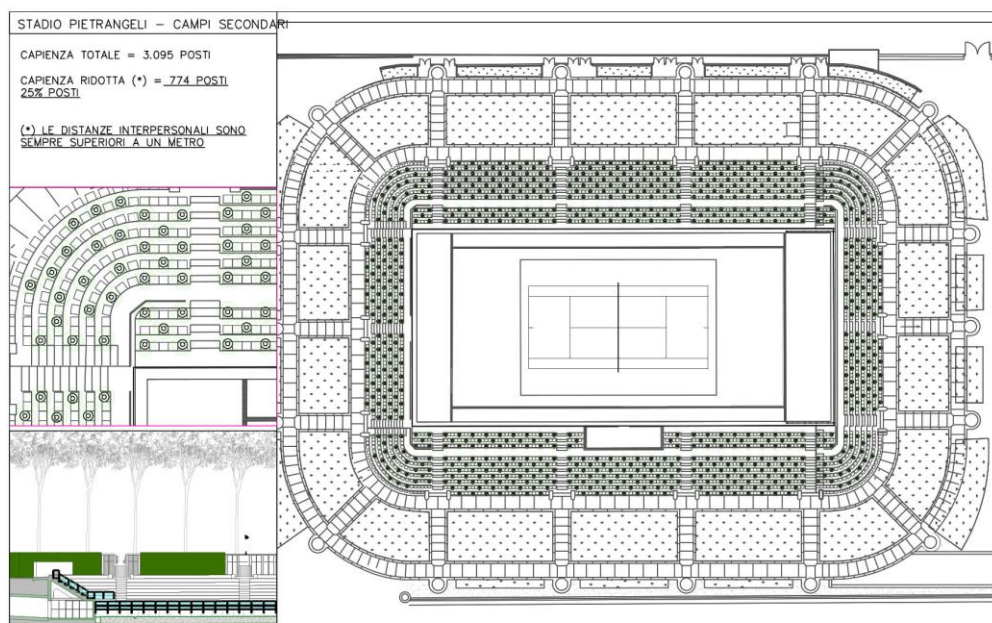 STADIO PIETRANGELI – CAMPI SECONDARI
CAPIENZA TOTALE = 3.095 POSTI
CAPIENZA RIDOTTA (*) = 774 POSTI
25% POSTI
(*) LE DISTANZE INTERPERSONALI SONO
SEMPRE SUPERIORI A UN METRO